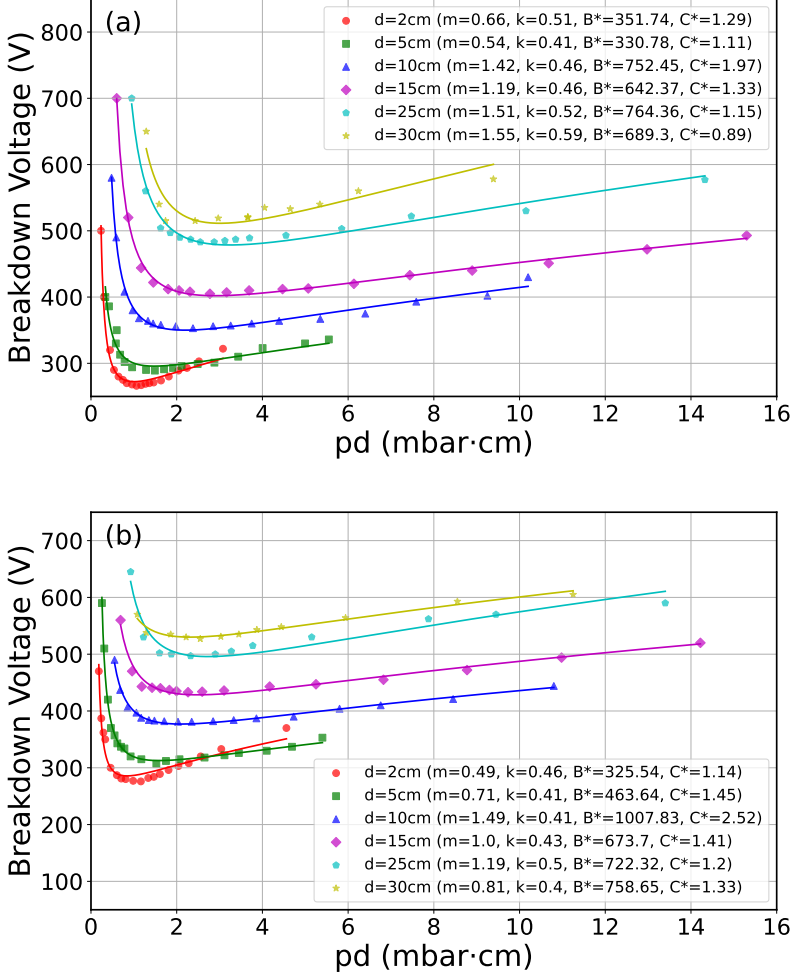 (a)
d=2cm (m=0.66, k=0.51, B*=351.74, C*=1.29)
d=5cm (m=0.54, k=0.41, B*=330.78, C*=1.11)
d=10cm (m=1.42, k=0.46, B*=752.45, C*=1.97)
d=15cm (m=1.19, k=0.46, B*=642.37, C*=1.33)
d=25cm (m=1.51, k=0.52, B*=764.36, C*=1.15)
d=30cm (m=1.55, k=0.59, B*=689.3, C*=0.89)
Breakdown Voltage (V)
800
700
600
500
400
300
0 2 4 6 8 10 12 14 16
pd (mbar·cm)
(b)
Breakdown Voltage (V)
700
600
500
400
300
200
100
d=2cm (m=0.49, k=0.46, B*=325.54, C*=1.14)
d=5cm (m=0.71, k=0.41, B*=463.64, C*=1.45)
d=10cm (m=1.49, k=0.41, B*=1007.83, C*=2.52)
d=15cm (m=1.0, k=0.43, B*=673.7, C*=1.41)
d=25cm (m=1.19, k=0.5, B*=722.32, C*=1.2)
d=30cm (m=0.81, k=0.4, B*=758.65, C*=1.33)
0 2 4 6 8 10 12 14 16
pd (mbar·cm)